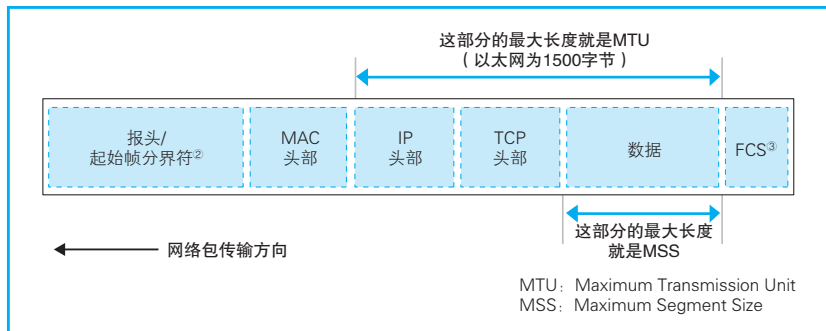 这部分的最大长度就是MTU
（以太网为1500字节）
报头/
起始帧分界符②
MAC
头部
IP
头部
TCP
头部
数据
FCS③
这部分的最大长度
就是MSS
网络包传输方向
MTU：Maximum Transmission Unit
MSS：Maximum Segment Size